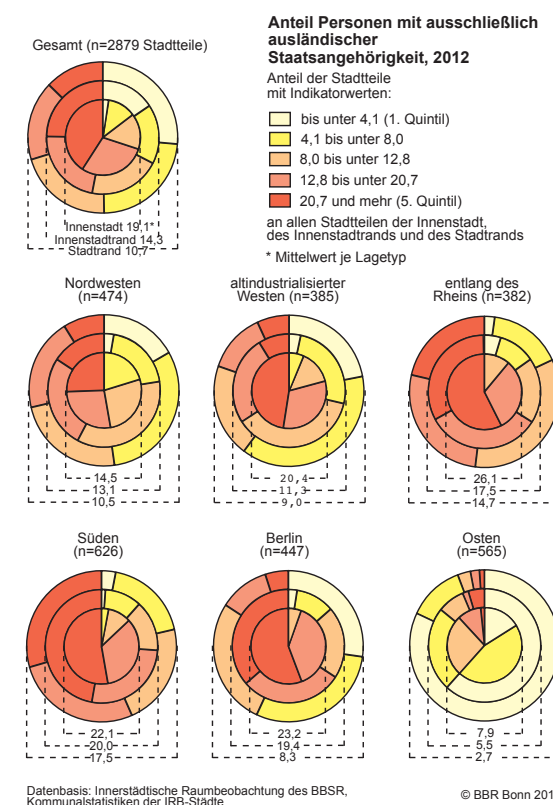 Anteil Personen mit ausschließlich
ausländischer
Staatsangehörigkeit, 2012
Anteil der Stadtteile
mit Indikatorwerten:
bis unter 4,1 (1. Quintil)
4,1 bis unter 8,0
8,0 bis unter 12,8
12,8 bis unter 20,7
20,7 und mehr (5. Quintil)
an allen Stadtteilen der Innenstadt,
des Innenstadtrands und des Stadtrands
* Mittelwert je Lagetyp
Gesamt (n=2879 Stadtteile)
Innenstadt 19,1*
Innenstadtrand 14,3
Stadtrand 10,7
Nordwesten
(n=474)
14,5
13,1
10,5
altindustrialisierter
Westen (n=385)
20,4
11,3
9,0
entlang des
Rheins (n=382)
26,1
17,5
14,7
Süden
(n=626)
22,1
20,0
17,5
Berlin
(n=447)
23,2
19,4
8,3
Osten
(n=565)
7,9
5,5
2,7
Datenbasis: Innerstädtische Raumbeobachtung des BBSR,
Kommunalstatistiken der IRB-Städte
© BBR Bonn 201